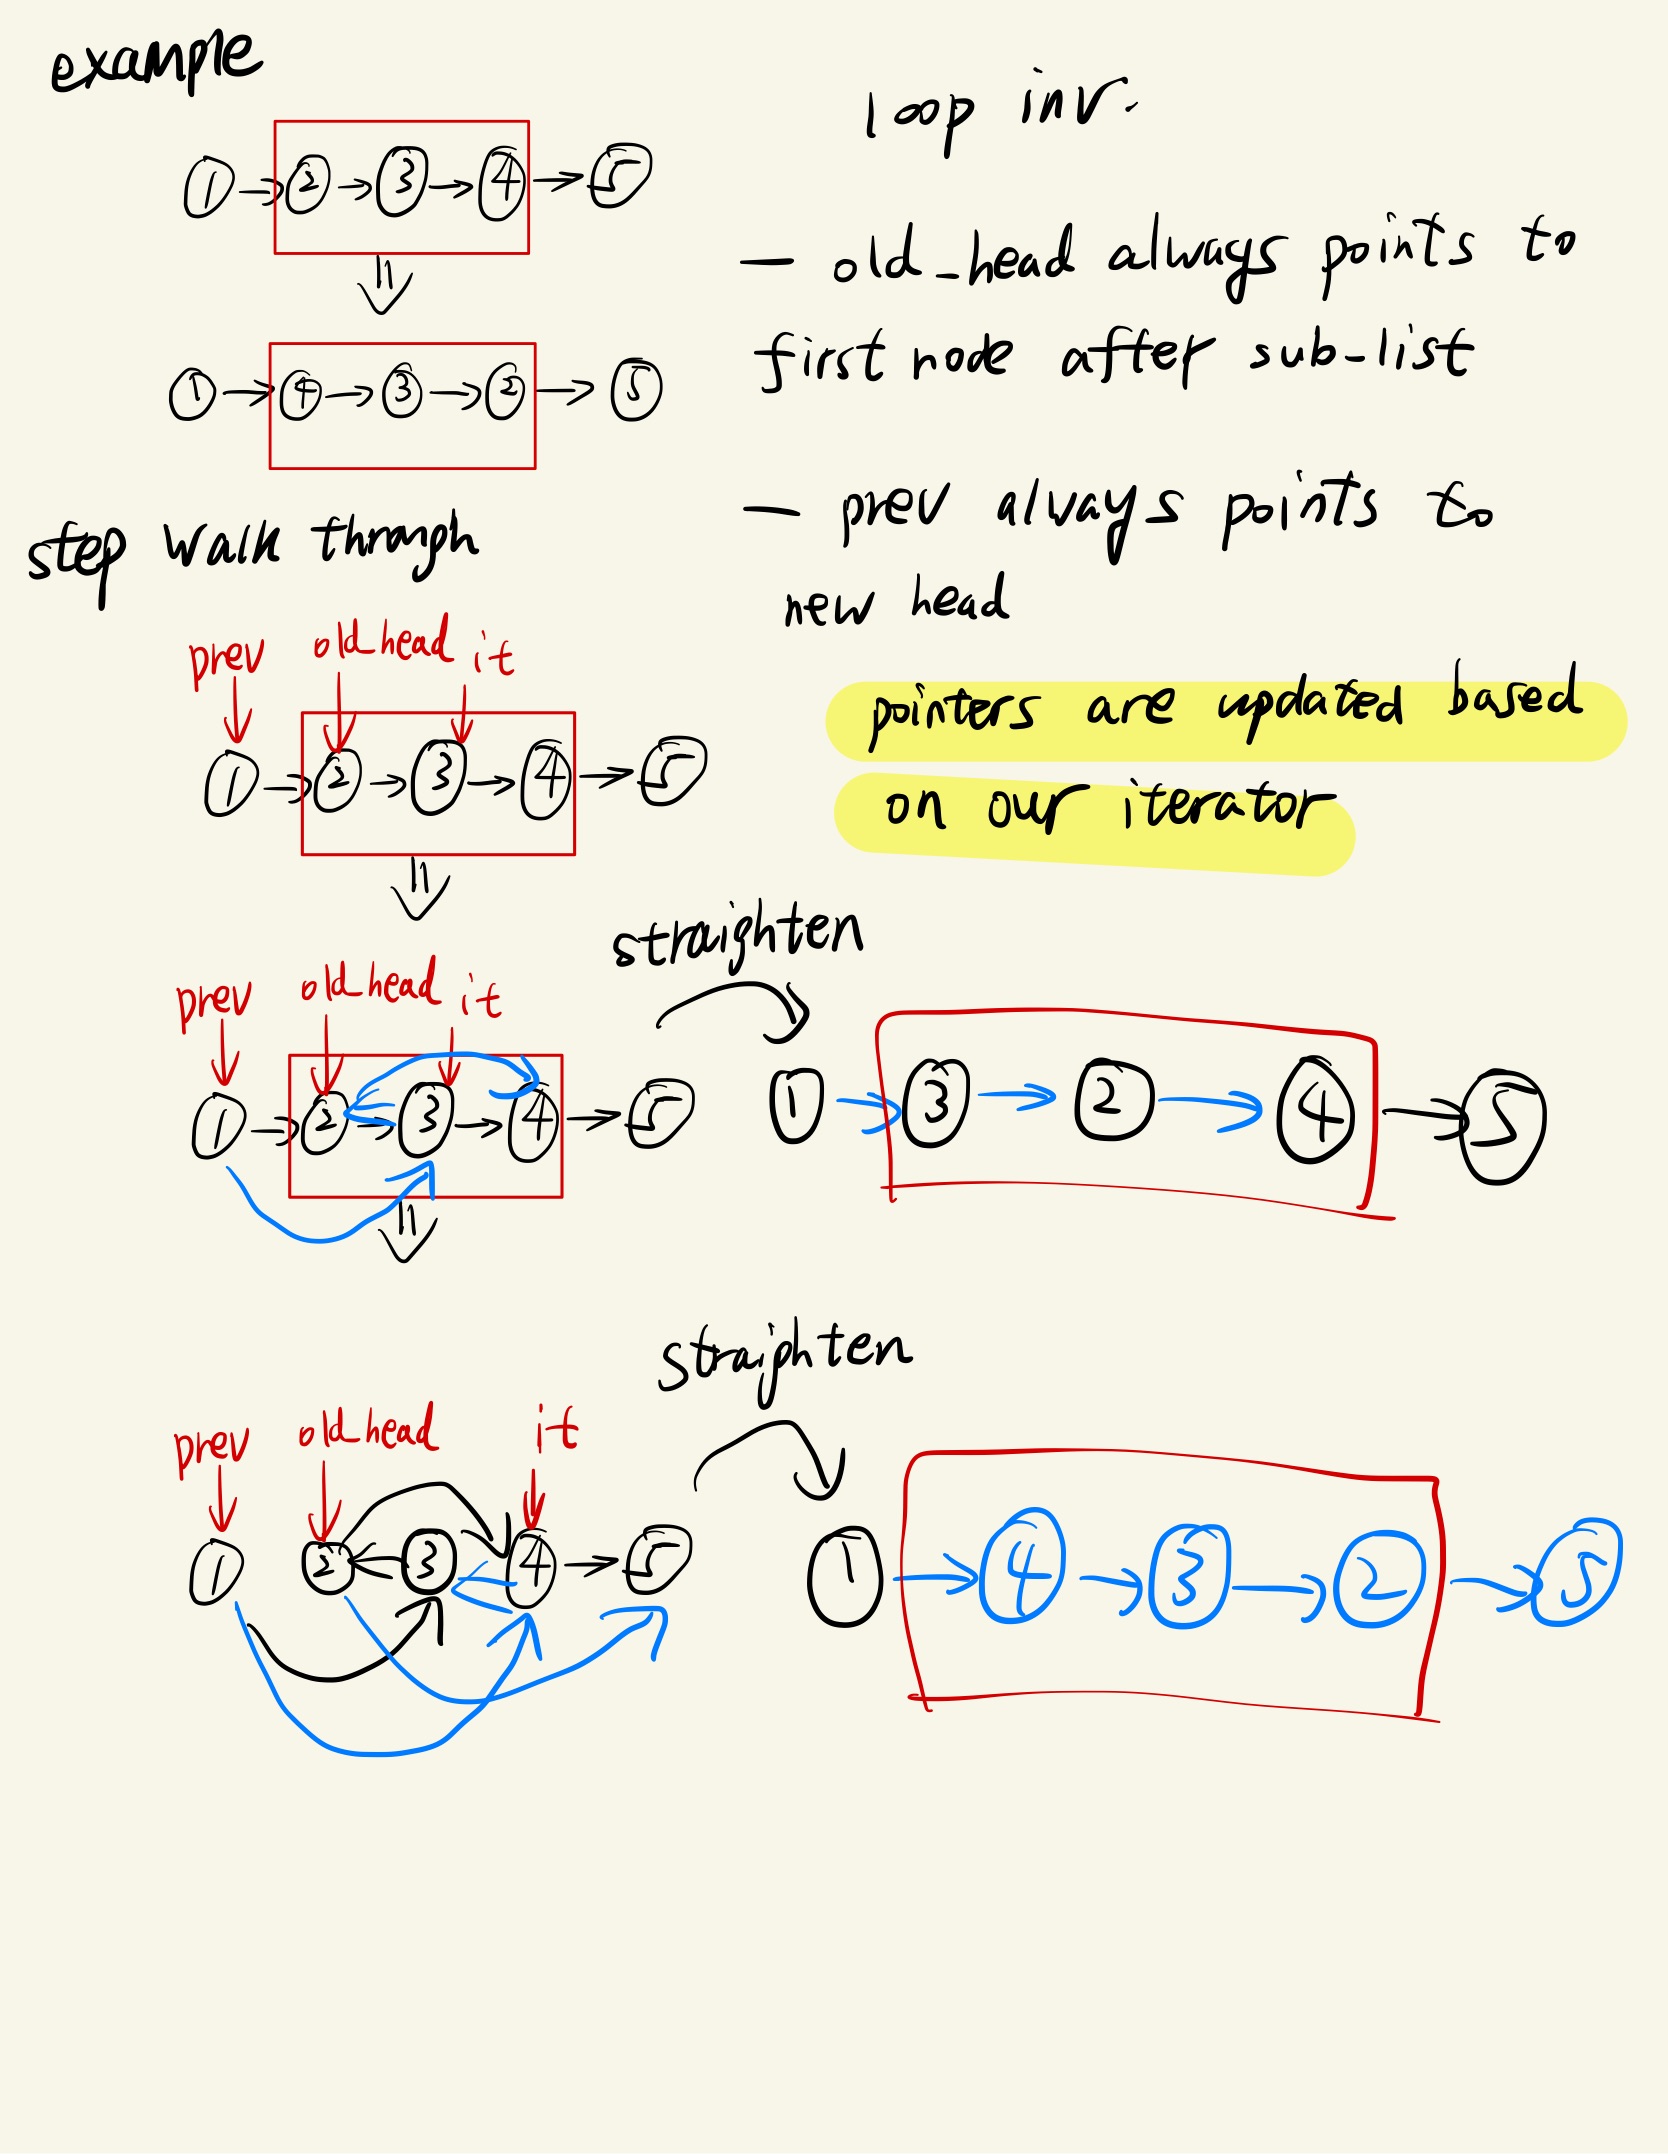 example
1 → 2 → 3 → 4 → 5
1 → 4 → 3 → 2 → 5
loop inv.
— old_head always points to
first node after sub-list
— prev always points to
new head
pointers are updated based
on our iterator
step walk through
prev old_head it
1 → 2 → 3 → 4 → 5
straighten
prev old_head it
1 → 2 → 3 → 4 → 5
1 → 3 → 2 → 4 → 5
straighten
prev old_head it
1 2 3 4 → 5
1 → 4 → 3 → 2 → 5